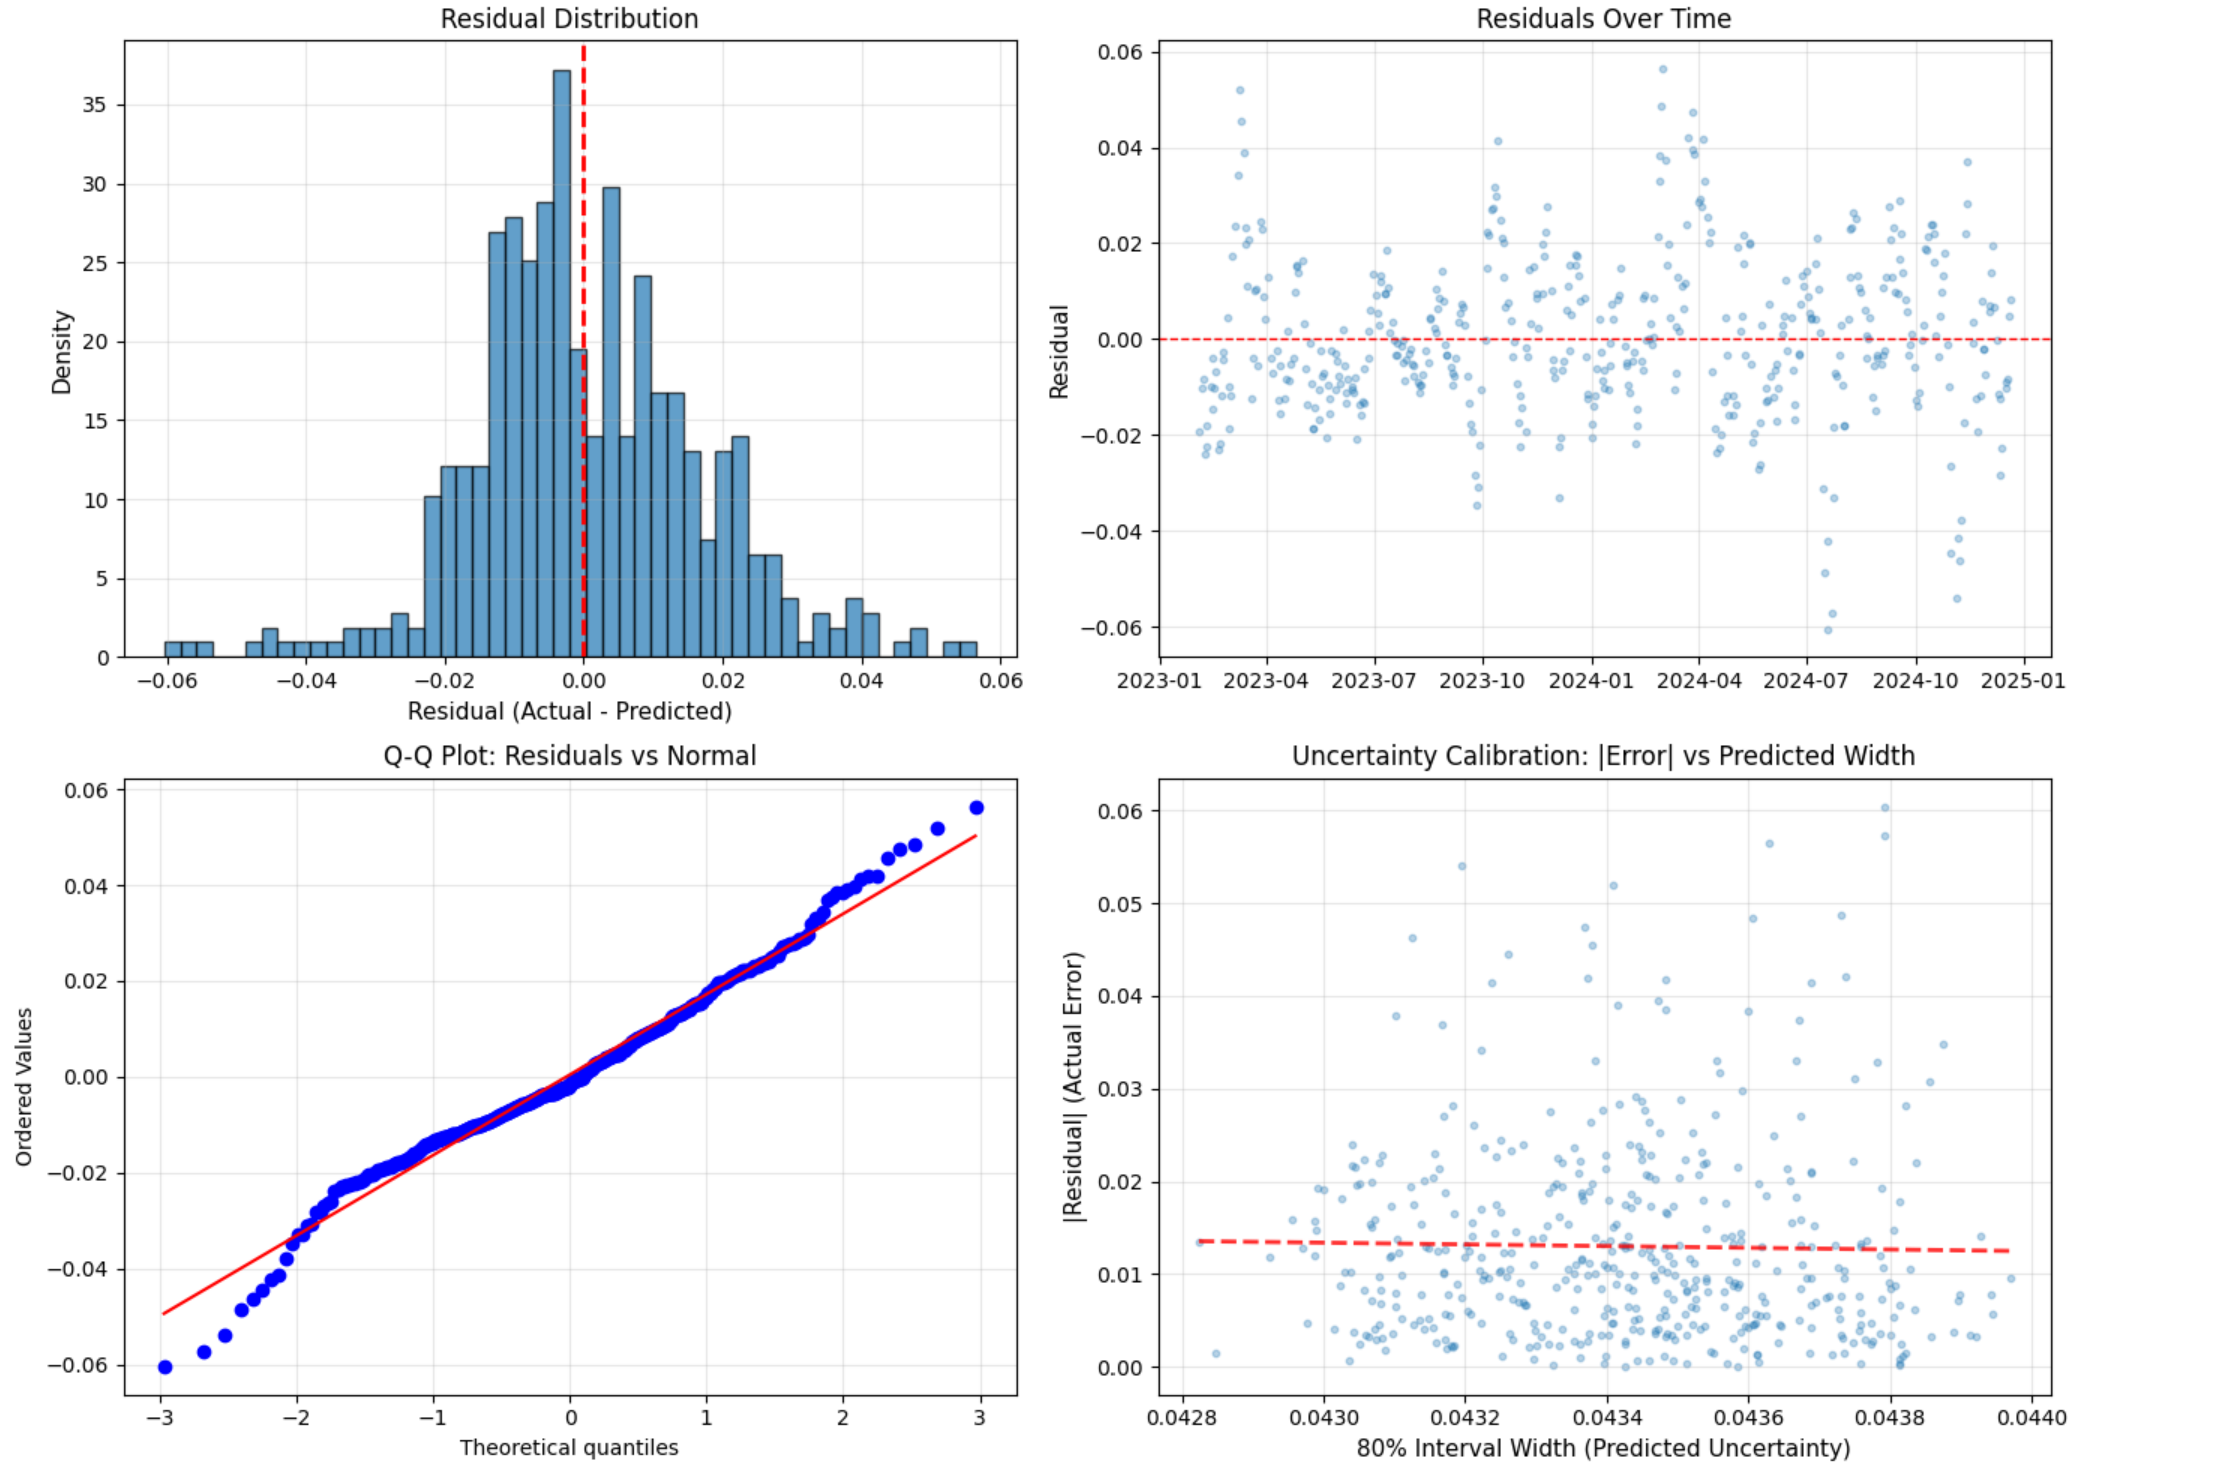 Residual Distribution
Density
35
30
25
20
15
10
5
0
−0.06 −0.04 −0.02 0.00 0.02 0.04 0.06
Residual (Actual - Predicted)
Residuals Over Time
Residual
0.06
0.04
0.02
0.00
−0.02
−0.04
−0.06
2023-01 2023-04 2023-07 2023-10 2024-01 2024-04 2024-07 2024-10 2025-01
Q-Q Plot: Residuals vs Normal
Ordered Values
0.06
0.04
0.02
0.00
−0.02
−0.04
−0.06
−3 −2 −1 0 1 2 3
Theoretical quantiles
Uncertainty Calibration: |Error| vs Predicted Width
|Residual| (Actual Error)
0.06
0.05
0.04
0.03
0.02
0.01
0.00
0.0428 0.0430 0.0432 0.0434 0.0436 0.0438 0.0440
80% Interval Width (Predicted Uncertainty)